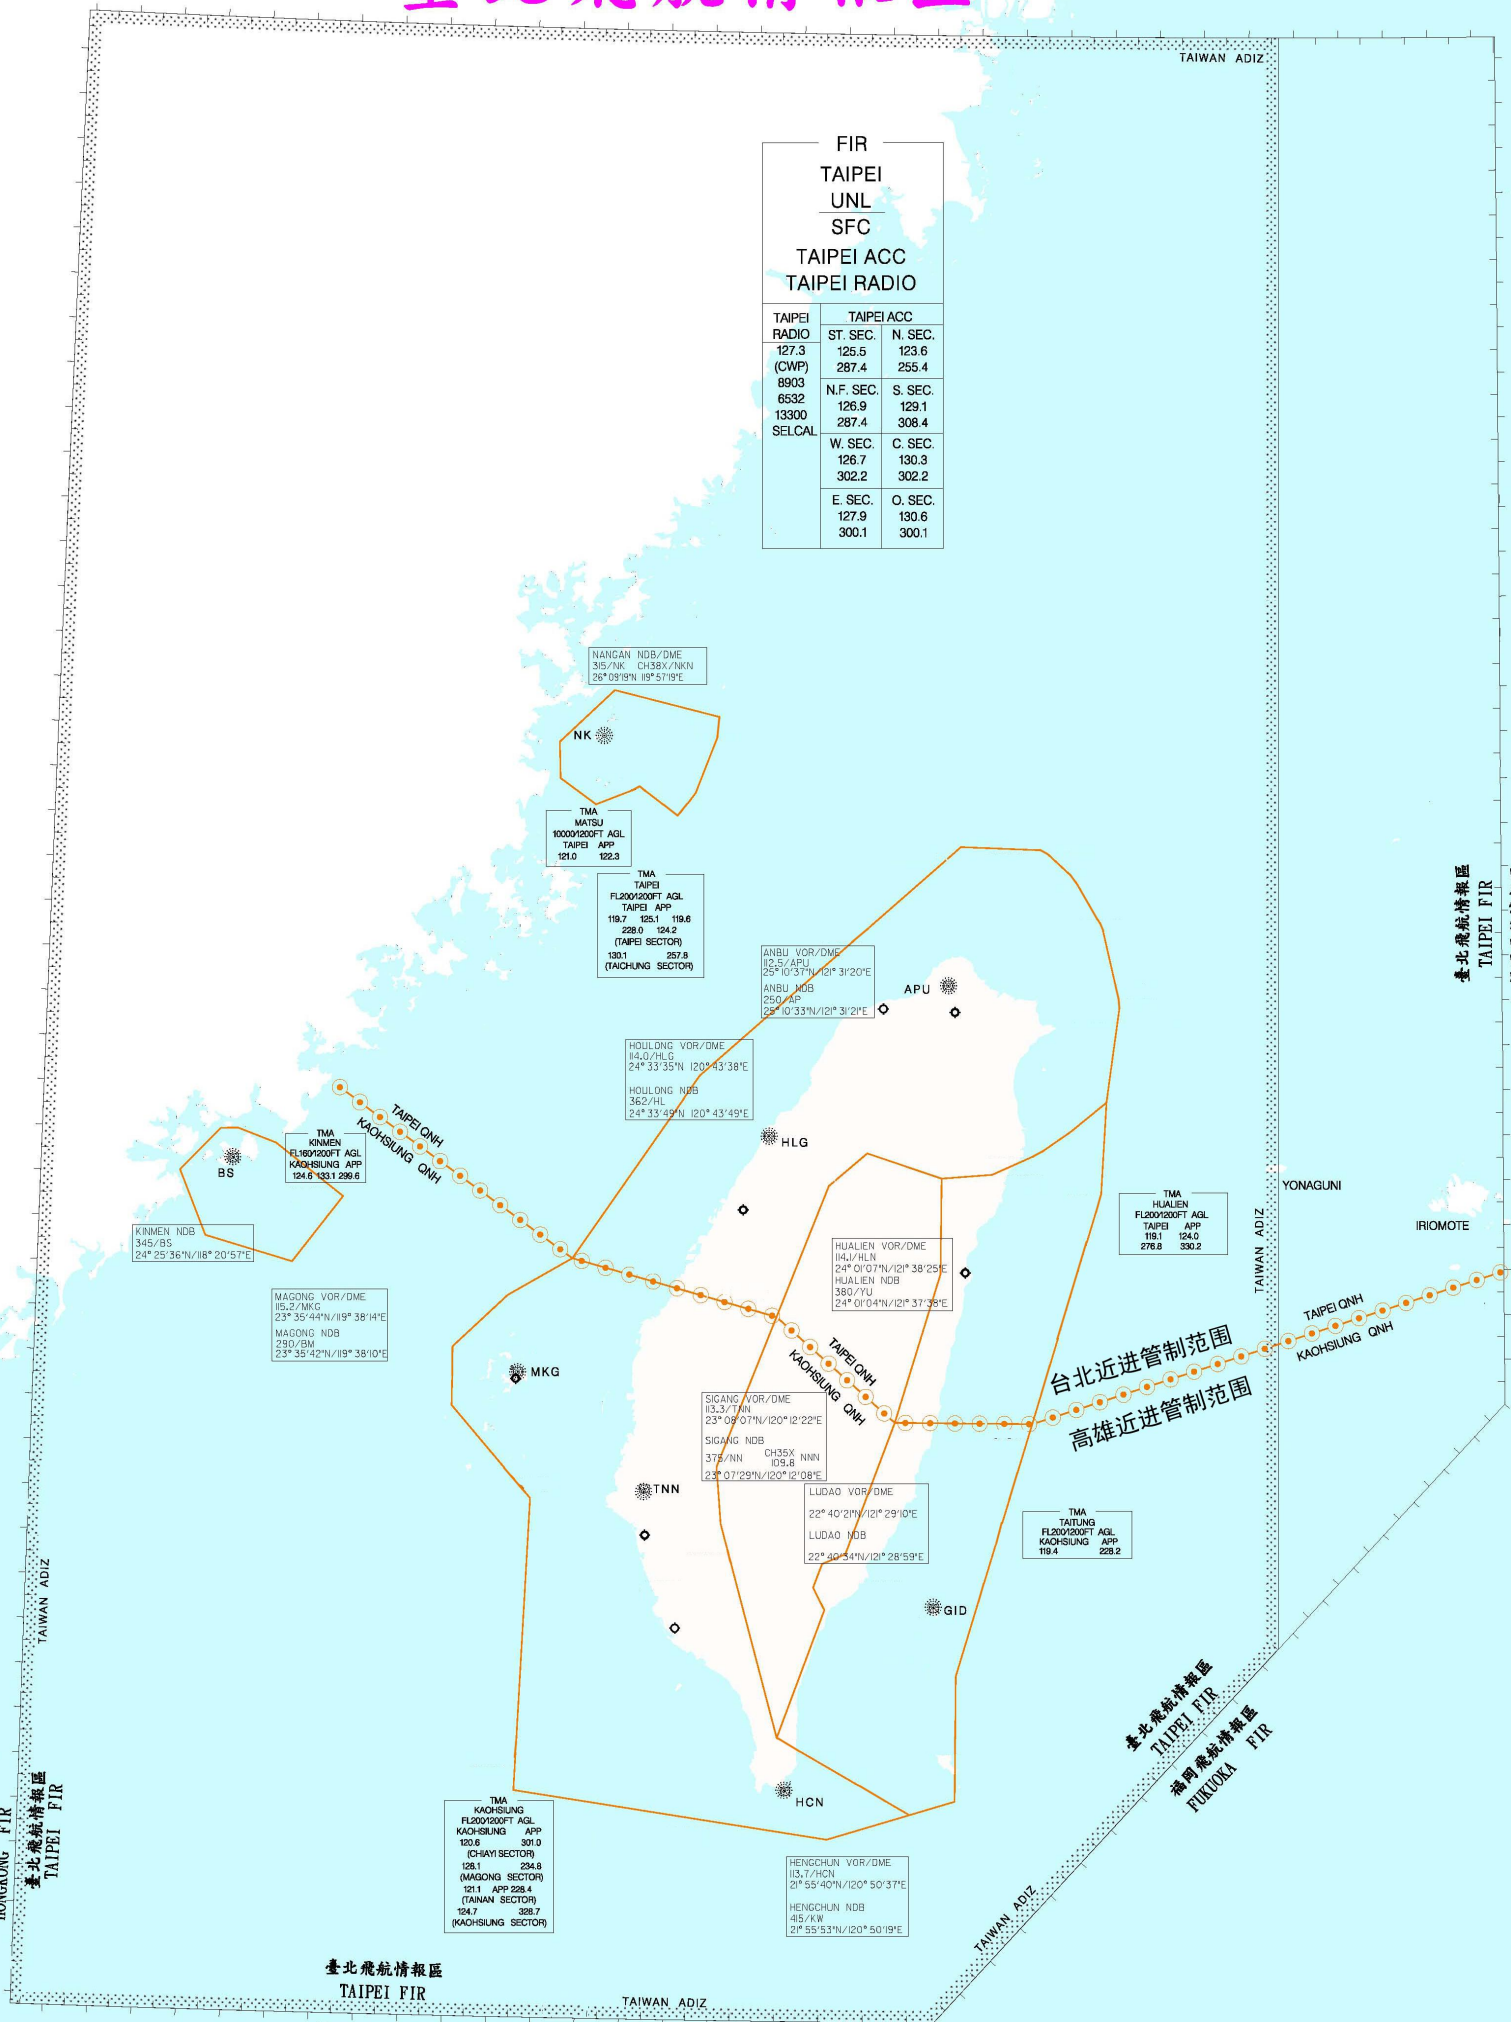 TAIWAN ADIZ
FIR
TAIPEI
UNL
SFC
TAIPEI ACC
TAIPEI RADIO
TAIPEI
RADIO
127.3
(CWP)
8903
6532
13300
SELCAL
TAIPEI ACC
ST. SEC. N. SEC.
125.5 123.6
287.4 255.4
N.F. SEC. S. SEC.
126.9 129.1
287.4 308.4
W. SEC. C. SEC.
126.7 130.3
302.2 302.2
E. SEC. O. SEC.
127.9 130.6
300.1 300.1
NANGAN NDB/DME
315/NK CH38X/NKN
26°09'19"N 119°57'19"E
NK
TMA
MATSU
10000/1200FT AGL
TAIPEI APP
121.0 122.3
TMA
TAIPEI
FL200/1200FT AGL
TAIPEI APP
119.7 125.1 119.6
228.0 124.2
(TAIPEI SECTOR)
130.1 257.8
(TAICHUNG SECTOR)
臺北飛航情報區
TAIPEI FIR
ANBU VOR/DME
112.5/APU
25°10'37"N/121°31'20"E
ANBU NDB
250/AP
25°10'33"N/121°31'21"E
APU
HOULONG VOR/DME
114.0/HLG
24°33'35"N 120°43'38"E
HOULONG NDB
362/HL
24°33'49"N 120°43'49"E
HLG
TAIPEI QNH
KAOHSIUNG QNH
TMA
KINMEN
FL160/1200FT AGL
KAOHSIUNG APP
124.6 133.1 299.6
BS
KINMEN NDB
345/BS
24°25'36"N/118°20'57"E
YONAGUNI
IRIOMOTE
TMA
HUALIEN
FL200/1200FT AGL
TAIPEI APP
119.1 124.0
276.8 330.2
TAIWAN ADIZ
HUALIEN VOR/DME
114.1/HLN
24°01'07"N/121°38'25"E
HUALIEN NDB
380/YU
24°01'04"N/121°37'38"E
MAGONG VOR/DME
115.2/MKG
23°35'44"N/119°38'14"E
MAGONG NDB
290/BM
23°35'42"N/119°38'10"E
MKG
TAIPEI QNH
KAOHSIUNG QNH
TAIPEI QNH
KAOHSIUNG QNH
台北近进管制范围
高雄近进管制范围
SIGANG VOR/DME
113.3/TNN
23°08'07"N/120°12'22"E
SIGANG NDB
375/NN CH35X 109.8 NNN
23°07'29"N/120°12'08"E
TNN
LUDAO VOR/DME
22°40'21"N/121°29'10"E
LUDAO NDB
22°40'34"N/121°28'59"E
TMA
TAITUNG
FL200/1200FT AGL
KAOHSIUNG APP
119.4 228.2
GID
TAIWAN ADIZ
臺北飛航情報區
TAIPEI FIR
福岡飛航情報區
FUKUOKA FIR
HCN
TMA
KAOHSIUNG
FL200/1200FT AGL
KAOHSIUNG APP
120.6 301.0
(CHIAYI SECTOR)
128.1 234.8
(MAGONG SECTOR)
121.1 APP 228.4
(TAINAN SECTOR)
124.7 328.7
(KAOHSIUNG SECTOR)
HENGCHUN VOR/DME
113.7/HCN
21°55'40"N/120°50'37"E
HENGCHUN NDB
415/KW
21°55'53"N/120°50'19"E
HONGKONG FIR
臺北飛航情報區
TAIPEI FIR
TAIWAN ADIZ
臺北飛航情報區
TAIPEI FIR
TAIWAN ADIZ